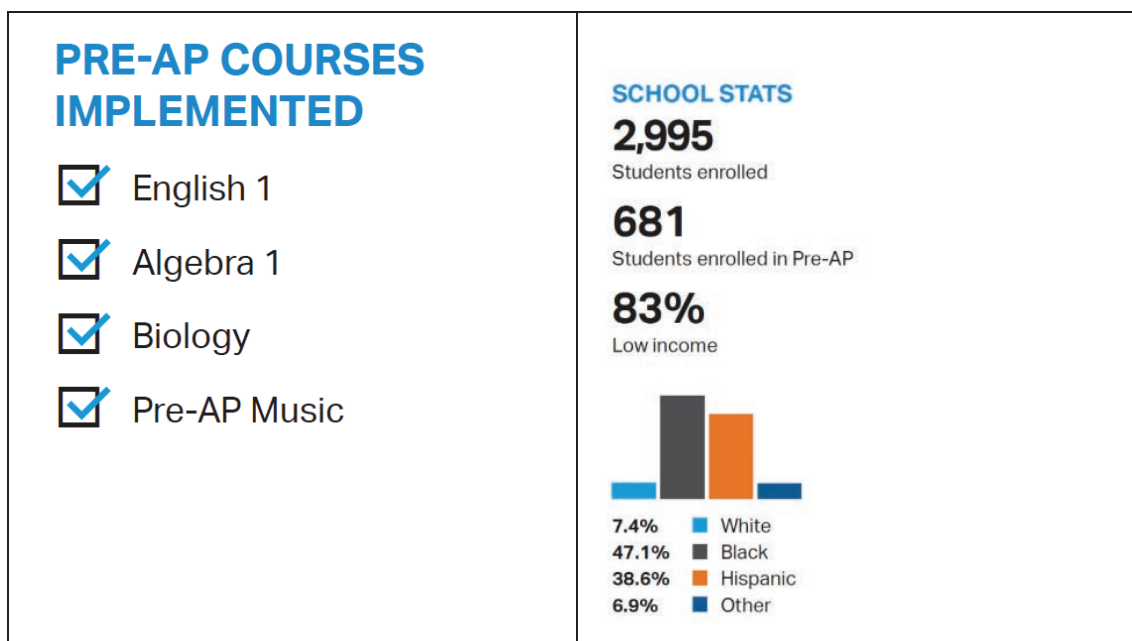 PRE-AP COURSES
IMPLEMENTED
English 1
Algebra 1
Biology
Pre-AP Music
SCHOOL STATS
2,995
Students enrolled
681
Students enrolled in Pre-AP
83%
Low income
7.4% White
47.1% Black
38.6% Hispanic
6.9% Other